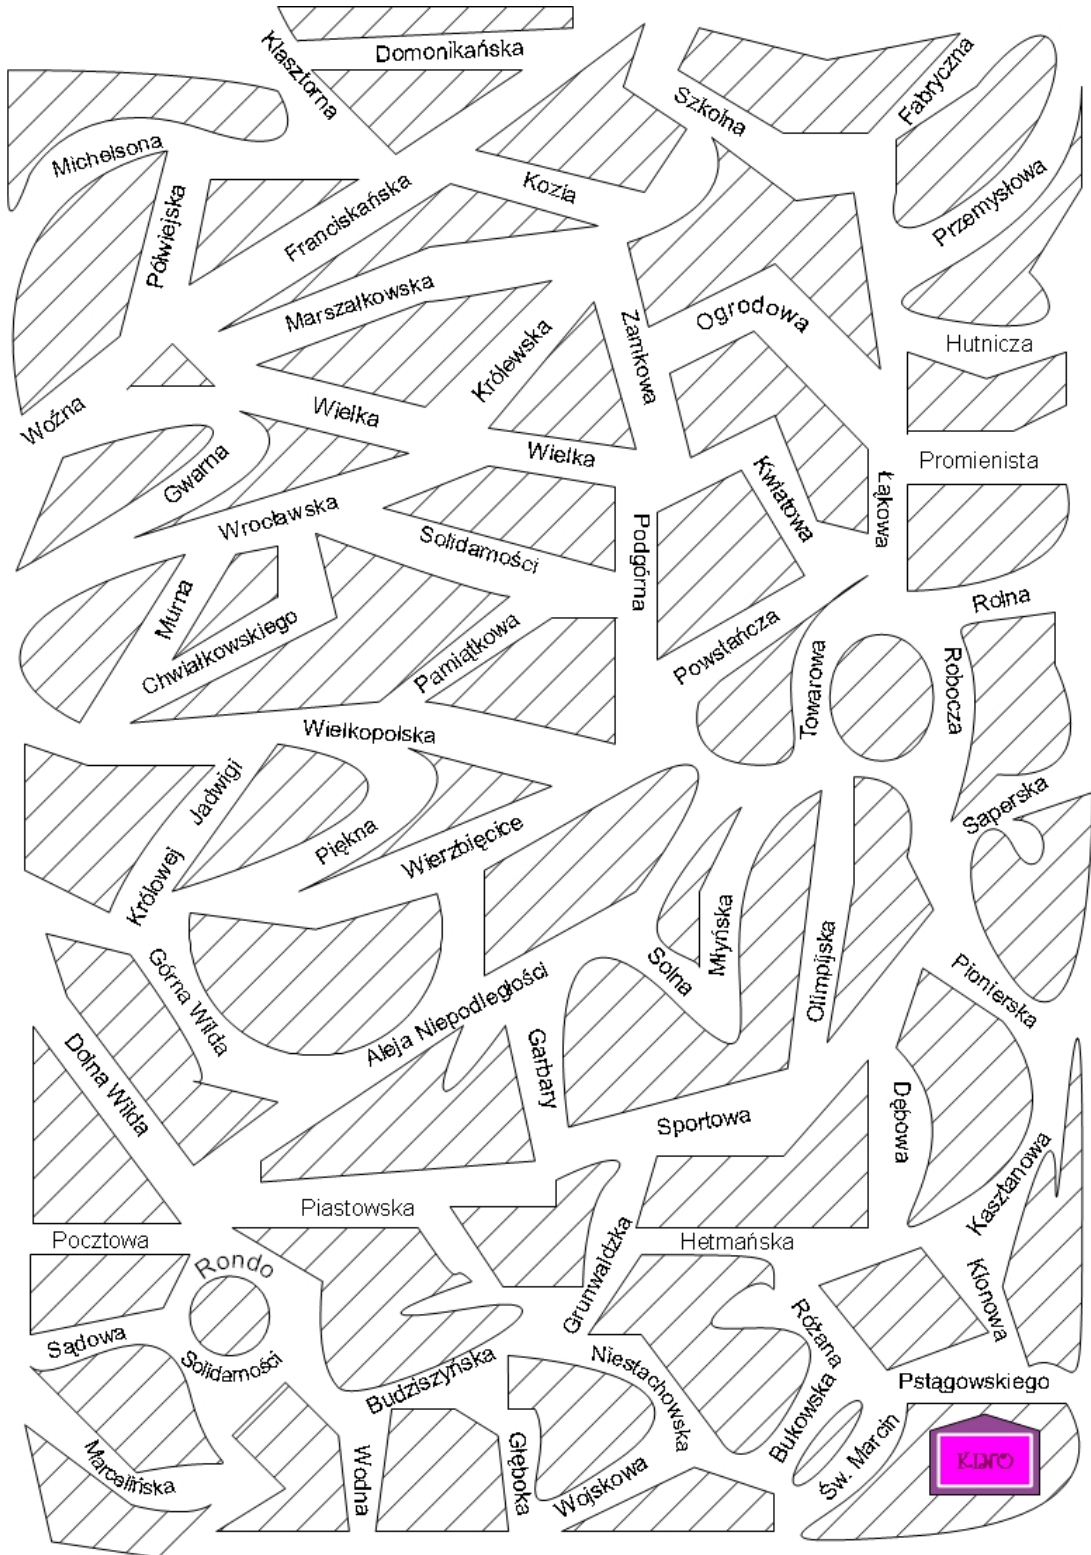 Domonikańska
Klasztorna
Szkolna
Fabryczna
Michelsona
Kozia
Franciskańska
Półwiejska
Przemysłowa
Marszałkowska
Ogrodowa
Zamkowa
Hutnicza
Królewska
Wielka
Woźna
Wielka
Gwarna
Promienista
Kwiatowa
Łąkowa
Wrocławska
Solidarności
Podgórna
Murna
Rolna
Chwiałkowskiego
Pamiątkowa
Powstańcza
Towarowa
Robocza
Wielkopolska
Królowej Jadwigi
Piękna
Wierzbięcice
Saperska
Młyńska
Solna
Olimpijska
Górna Wilda
Pionierska
Aleja Niepodległości
Garbary
Dolna Wilda
Sportowa
Dębowa
Kasztanowa
Piastowska
Pocztowa
Hetmańska
Rondo
Solidarności
Grunwaldzka
Klonowa
Sądowa
Różana
Niestachowska
Budziszyńska
Pstągowskiego
Bukowska
Św. Marcin
Marcelińska
Wodna
Głęboka
Wojskowa
KINO